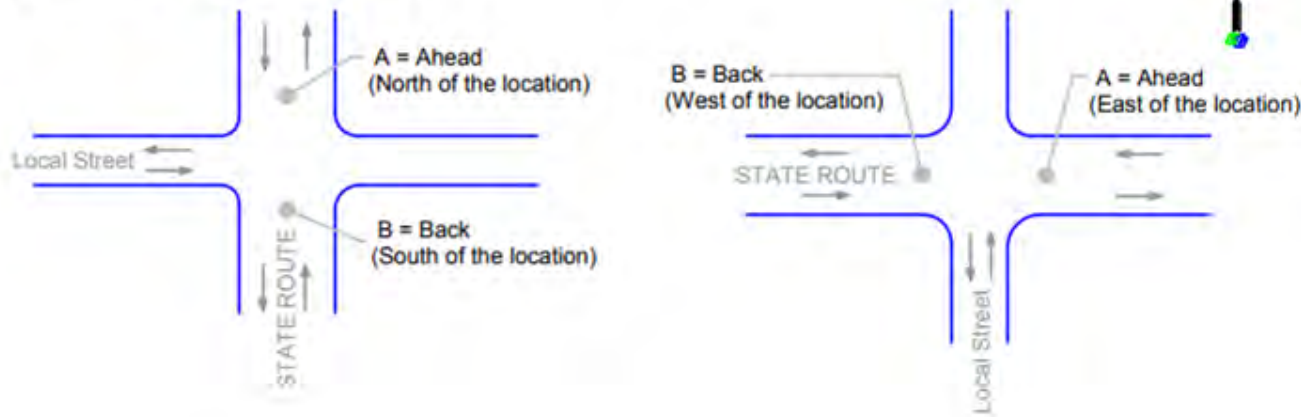 A = Ahead
(North of the location)
Local Street
B = Back
(South of the location)
STATE ROUTE
B = Back
(West of the location)
A = Ahead
(East of the location)
STATE ROUTE
Local Street